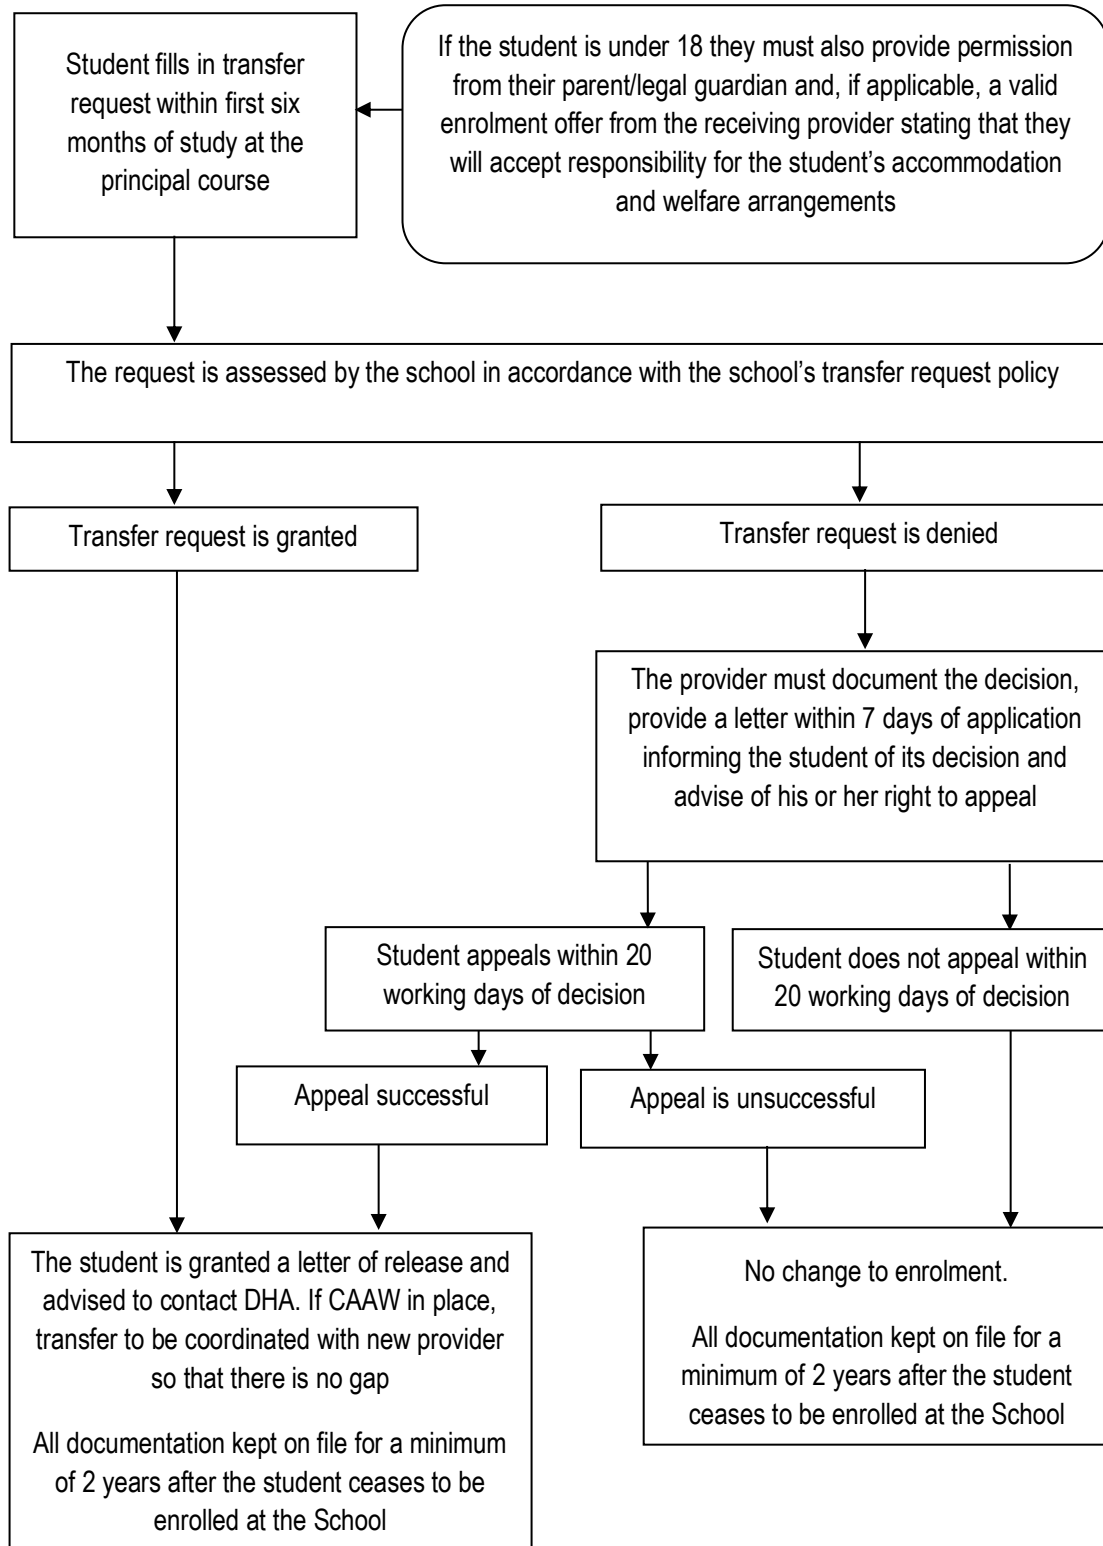 Student fills in transfer
request within first six
months of study at the
principal course
If the student is under 18 they must also provide permission
from their parent/legal guardian and, if applicable, a valid
enrolment offer from the receiving provider stating that they
will accept responsibility for the student’s accommodation
and welfare arrangements
The request is assessed by the school in accordance with the school’s transfer request policy
Transfer request is granted
Transfer request is denied
The provider must document the decision,
provide a letter within 7 days of application
informing the student of its decision and
advise of his or her right to appeal
Student appeals within 20
working days of decision
Student does not appeal within
20 working days of decision
Appeal successful
Appeal is unsuccessful
The student is granted a letter of release and
advised to contact DHA. If CAAW in place,
transfer to be coordinated with new provider
so that there is no gap
All documentation kept on file for a minimum
of 2 years after the student ceases to be
enrolled at the School
No change to enrolment.
All documentation kept on file for a
minimum of 2 years after the student
ceases to be enrolled at the School